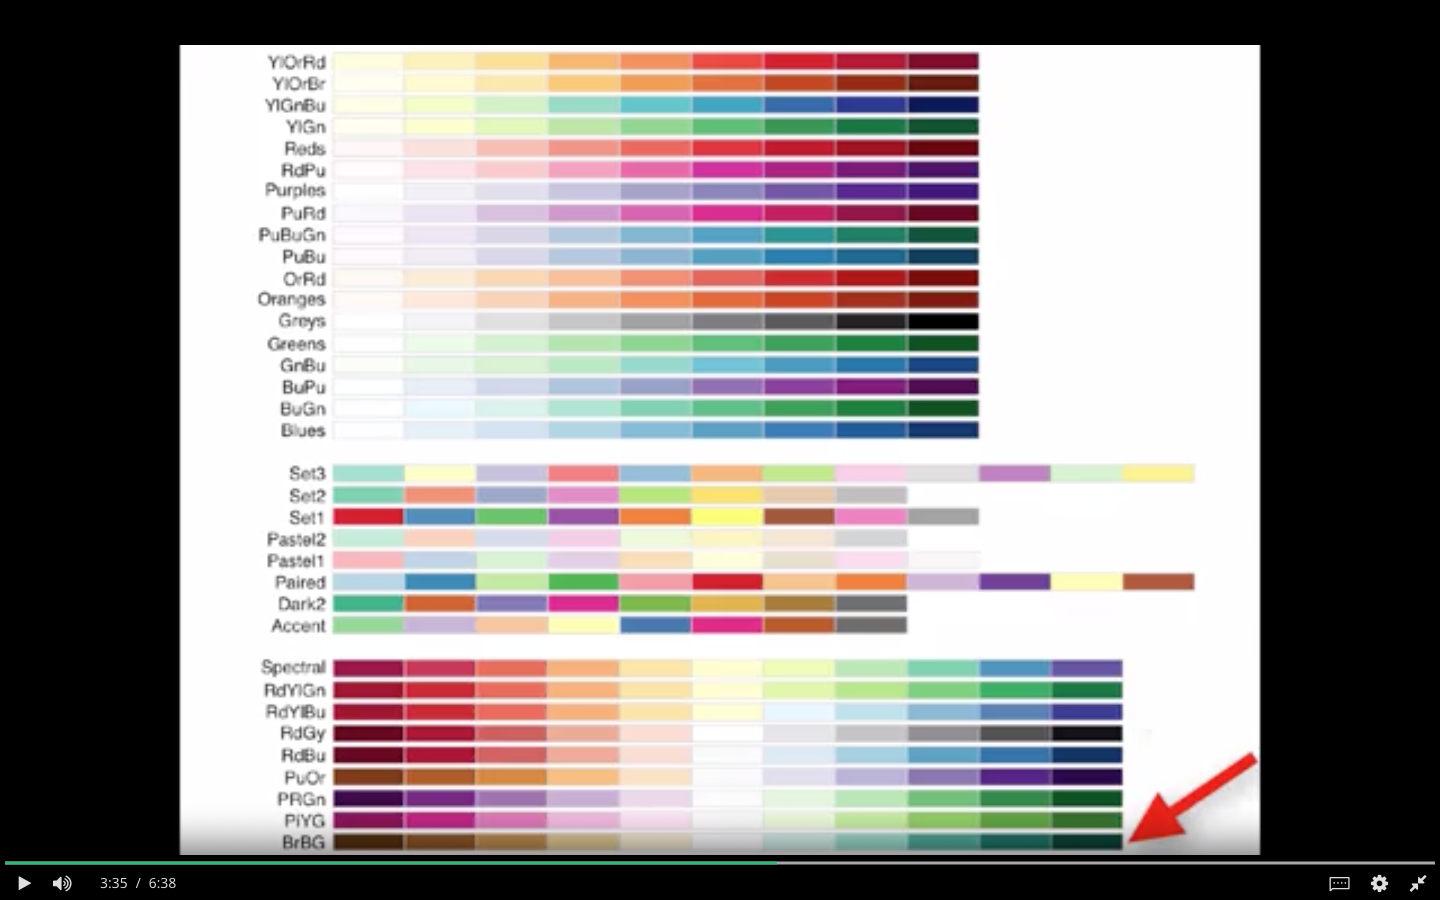 YlOrRd
YlOrBr
YlGnBu
YlGn
Reds
RdPu
Purples
PuRd
PuBuGn
PuBu
OrRd
Oranges
Greys
Greens
GnBu
BuPu
BuGn
Blues
Set3
Set2
Set1
Pastel2
Pastel1
Paired
Dark2
Accent
Spectral
RdYlGn
RdYlBu
RdGy
RdBu
PuOr
PRGn
PiYG
BrBG
3:35 / 6:38